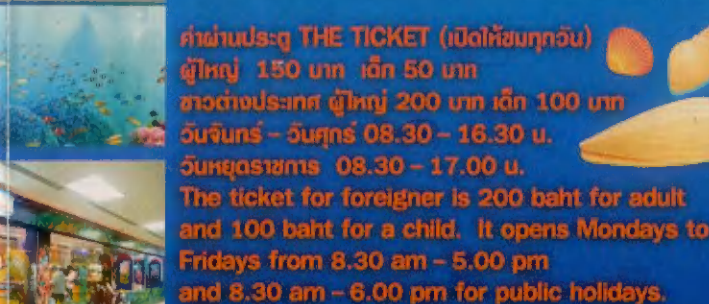 ค่าผ่านประตู THE TICKET (เปิดให้ชมทุกวัน)
ผู้ใหญ่ 150 บาท เด็ก 50 บาท
ชาวต่างประเทศ ผู้ใหญ่ 200 บาท เด็ก 100 บาท
วันจันทร์ – วันศุกร์ 08.30 – 16.30 น.
วันหยุดราชการ 08.30 – 17.00 น.
The ticket for foreigner is 200 baht for adult
and 100 baht for a child. It opens Mondays to
Fridays from 8.30 am – 5.00 pm
and 8.30 am – 6.00 pm for public holidays.